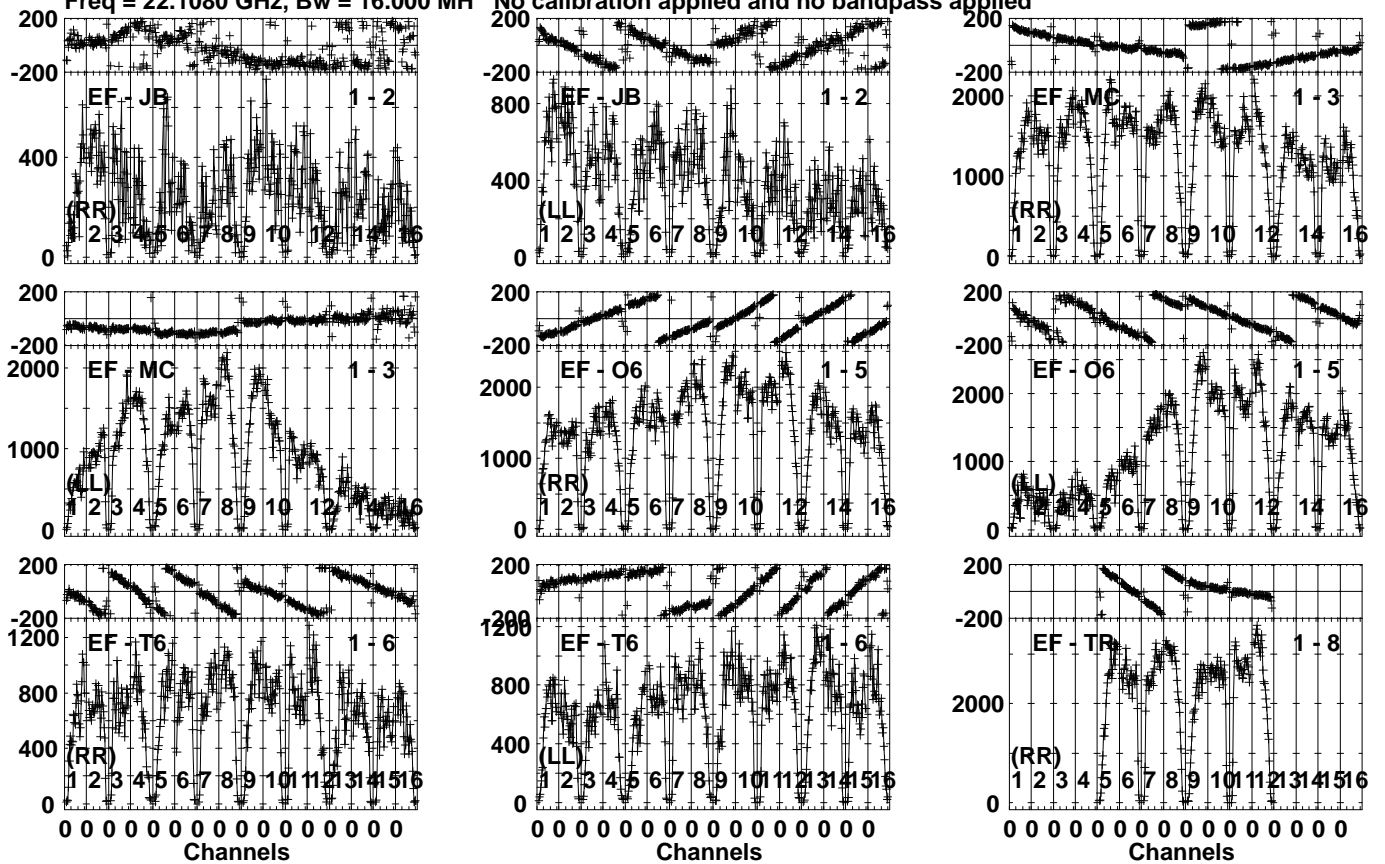 Freq = 22.1080 GHz, Bw = 16.000 MH No calibration applied and no bandpass applied
200
-200
EF - JB 1 - 2
400
(RR)
1 2 3 4 5 6 7 8 9 10 12 14 16
0
200
-200
EF - JB 1 - 2
800
400
(LL)
1 2 3 4 5 6 7 8 9 10 12 14 16
0
200
-200
EF - MC 1 - 3
2000
1000
(RR)
1 2 3 4 5 6 7 8 9 10 12 14 16
0
200
-200
EF - MC 1 - 3
2000
1000
(LL)
1 2 3 4 5 6 7 8 9 10 12 14 16
0
200
-200
EF - O6 1 - 5
2000
1000
(RR)
1 2 3 4 5 6 7 8 9 10 12 14 16
0
200
-200
EF - O6 1 - 5
2000
1000
(LL)
1 2 3 4 5 6 7 8 9 10 12 14 16
0
200
-200
EF - T6 1 - 6
1200
800
400
(RR)
1 2 3 4 5 6 7 8 9 10 11 12 13 14 15 16
0
0 0 0 0 0 0 0 0 0 0 0 0 0 0 0 0
Channels
200
-200
EF - T6 1 - 6
1200
800
400
(LL)
1 2 3 4 5 6 7 8 9 10 11 12 13 14 15 16
0
0 0 0 0 0 0 0 0 0 0 0 0 0 0 0 0
Channels
200
-200
EF - TR 1 - 8
2000
(RR)
1 2 3 4 5 6 7 8 9 10 11 12 13 14 15 16
0
0 0 0 0 0 0 0 0 0 0 0 0 0 0 0 0
Channels